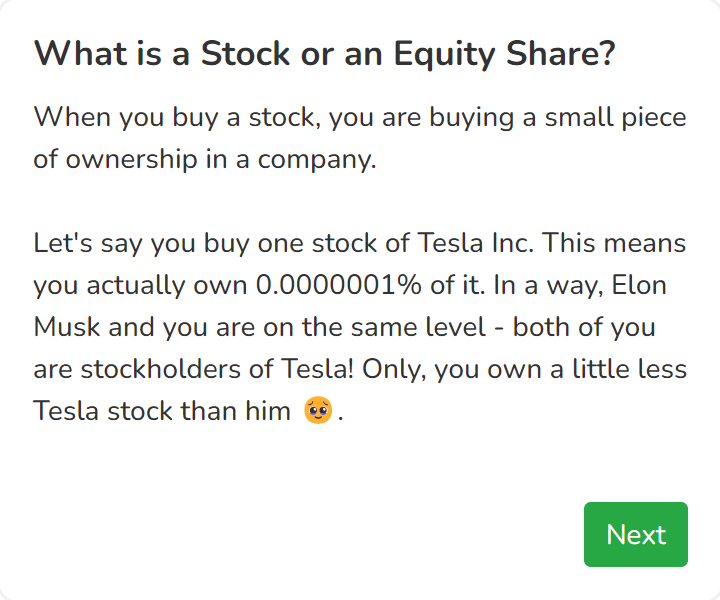 What is a Stock or an Equity Share?
When you buy a stock, you are buying a small piece
of ownership in a company.
Let's say you buy one stock of Tesla Inc. This means
you actually own 0.0000001% of it. In a way, Elon
Musk and you are on the same level - both of you
are stockholders of Tesla! Only, you own a little less
Tesla stock than him 🥺.
Next